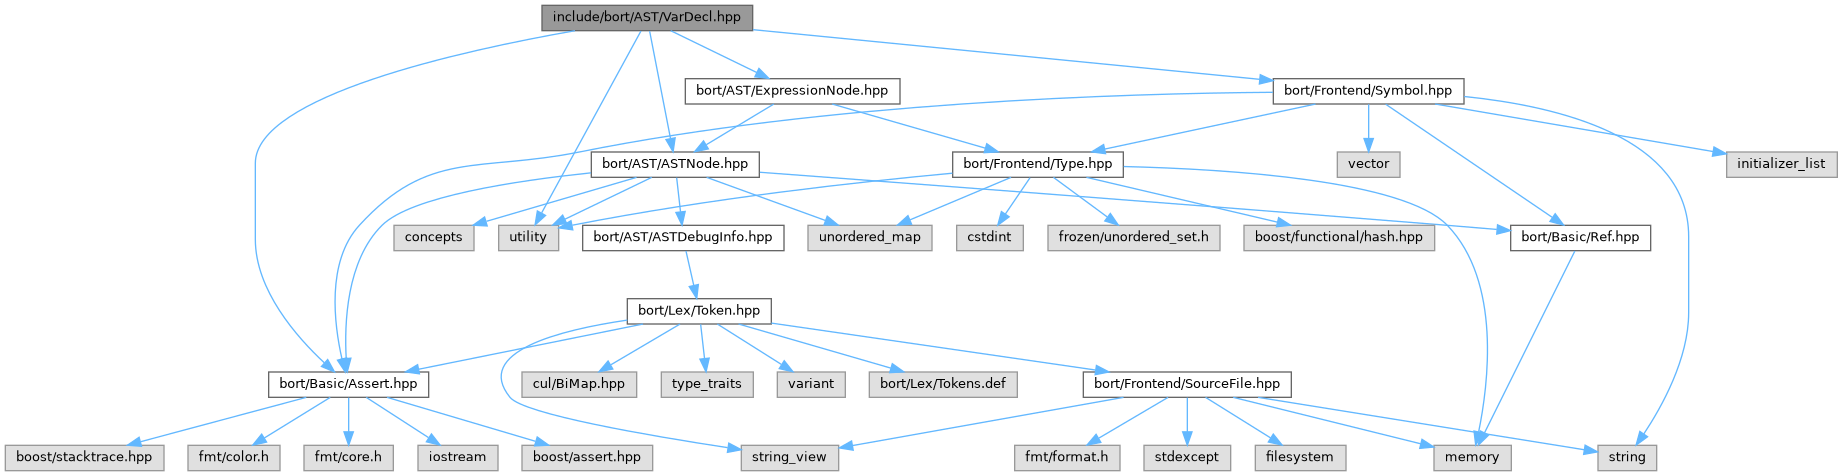 include/bort/AST/VarDecl.hpp
bort/AST/ExpressionNode.hpp
bort/Frontend/Symbol.hpp
bort/AST/ASTNode.hpp
bort/Frontend/Type.hpp
vector
initializer_list
concepts
utility
bort/AST/ASTDebugInfo.hpp
unordered_map
cstdint
frozen/unordered_set.h
boost/functional/hash.hpp
bort/Basic/Ref.hpp
bort/Lex/Token.hpp
bort/Basic/Assert.hpp
cul/BiMap.hpp
type_traits
variant
bort/Lex/Tokens.def
bort/Frontend/SourceFile.hpp
boost/stacktrace.hpp
fmt/color.h
fmt/core.h
iostream
boost/assert.hpp
string_view
fmt/format.h
stdexcept
filesystem
memory
string